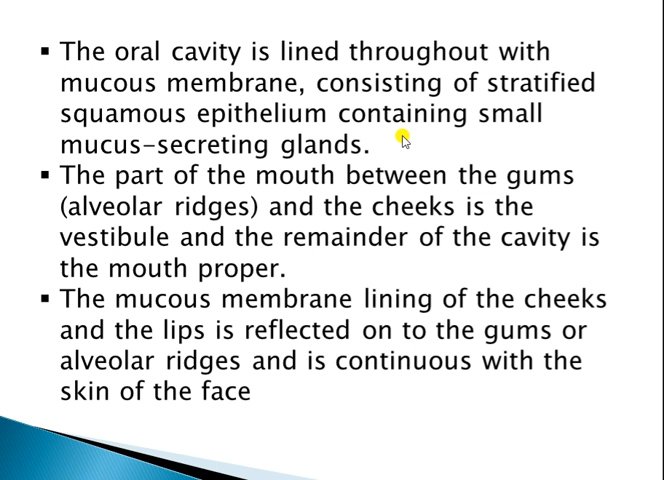 ▪ The oral cavity is lined throughout with
mucous membrane, consisting of stratified
squamous epithelium containing small
mucus-secreting glands.
▪ The part of the mouth between the gums
(alveolar ridges) and the cheeks is the
vestibule and the remainder of the cavity is
the mouth proper.
▪ The mucous membrane lining of the cheeks
and the lips is reflected on to the gums or
alveolar ridges and is continuous with the
skin of the face